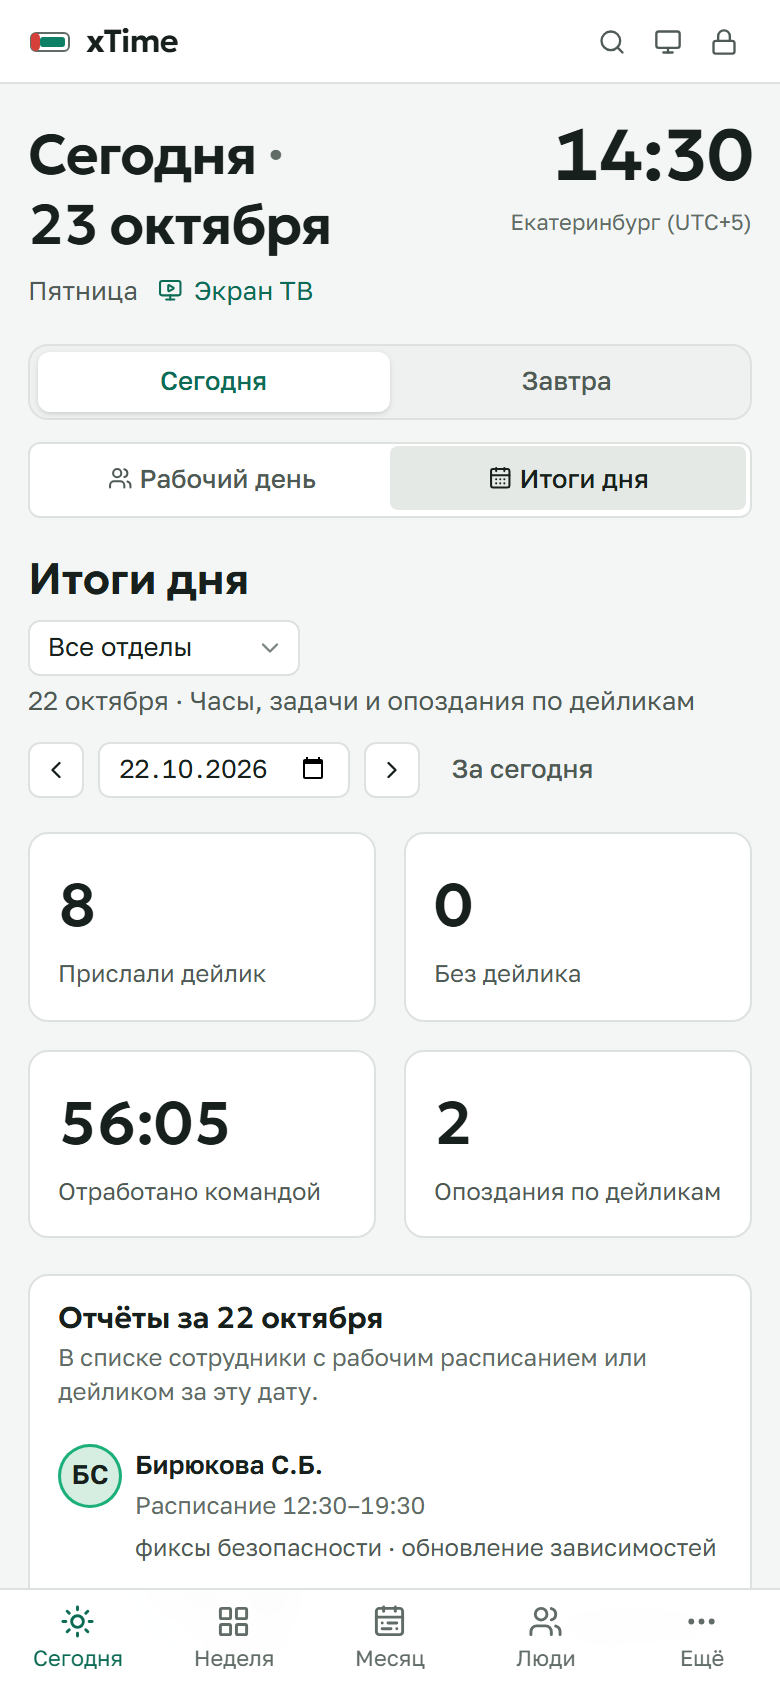 xTime
Сегодня ·
23 октября
14:30
Екатеринбург (UTC+5)
Пятница
Экран ТВ
Сегодня
Завтра
Рабочий день
Итоги дня
Итоги дня
Все отделы
22 октября · Часы, задачи и опоздания по дейликам
22.10.2026
За сегодня
8
Прислали дейлик
0
Без дейлика
56:05
Отработано командой
2
Опоздания по дейликам
Отчёты за 22 октября
В списке сотрудники с рабочим расписанием или
дейликом за эту дату.
БС
Бирюкова С.Б.
Расписание 12:30–19:30
фиксы безопасности · обновление зависимостей
Сегодня
Неделя
Месяц
Люди
Ещё